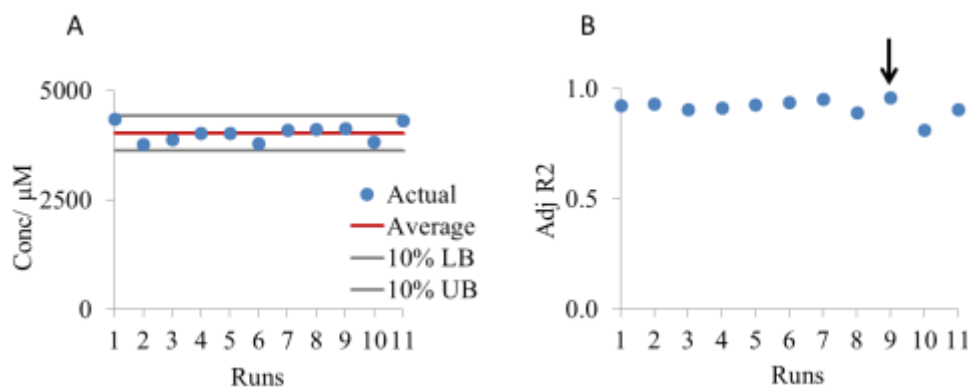 A
Conc/ μM
5000
2500
0
Actual
Average
10% LB
10% UB
1 2 3 4 5 6 7 8 9 10 11
Runs
B
Adj R2
1.0
0.5
0.0
1 2 3 4 5 6 7 8 9 10 11
Runs